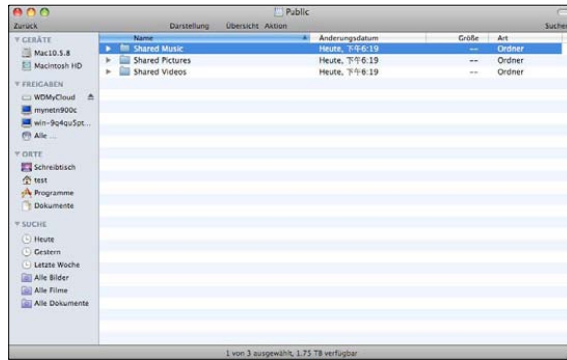 Public
Zurück Darstellung Übersicht Aktion Suche
Name Änderungsdatum Größe Art
Shared Music Heute, 下午6:19 -- Ordner
Shared Pictures Heute, 下午6:19 -- Ordner
Shared Videos Heute, 下午6:19 -- Ordner
GERÄTE
Mac10.5.8
Macintosh HD
FREIGABEN
WDMyCloud
mynetn900c
win-9q4qu5pt...
Alle ...
ORTE
Schreibtisch
test
Programme
Dokumente
SUCHE
Heute
Gestern
Letzte Woche
Alle Bilder
Alle Filme
Alle Dokumente
1 von 3 ausgewählt, 1.75 TB verfügbar